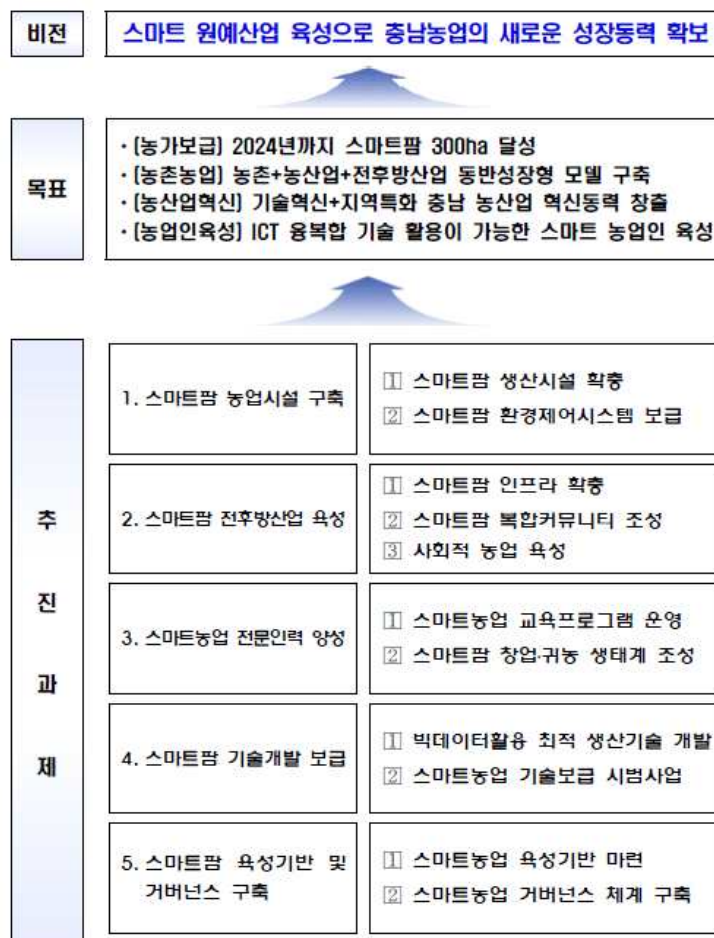 비전
스마트 원예산업 육성으로 충남농업의 새로운 성장동력 확보
목표
· (농가보급) 2024년까지 스마트팜 300ha 달성
· (농촌농업) 농촌+농산업+전후방산업 동반성장형 모델 구축
· (농산업혁신) 기술혁신+지역특화 충남 농산업 혁신동력 창출
· (농업인육성) ICT 융복합 기술 활용이 가능한 스마트 농업인 육성
추
진
과
제
1. 스마트팜 농업시설 구축
1 스마트팜 생산시설 확충
2 스마트팜 환경제어시스템 보급
2. 스마트팜 전후방산업 육성
1 스마트팜 인프라 확충
2 스마트팜 복합커뮤니티 조성
3 사회적 농업 육성
3. 스마트농업 전문인력 양성
1 스마트농업 교육프로그램 운영
2 스마트팜 창업·귀농 생태계 조성
4. 스마트팜 기술개발 보급
1 빅데이터활용 최적 생산기술 개발
2 스마트농업 기술보급 시범사업
5. 스마트팜 육성기반 및
거버넌스 구축
1 스마트농업 육성기반 마련
2 스마트농업 거버넌스 체계 구축